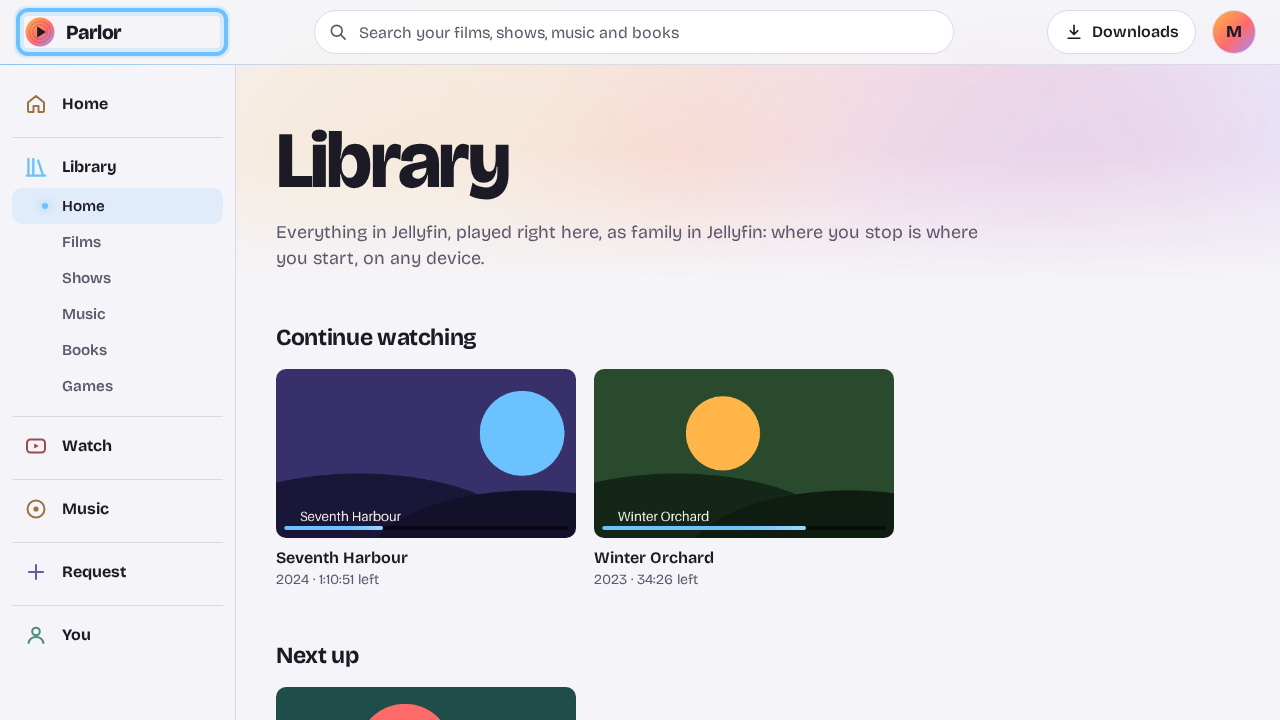 Parlor
Search your films, shows, music and books
Downloads
M
Home
Library
Home
Films
Shows
Music
Books
Games
Watch
Music
Request
You
Library
Everything in Jellyfin, played right here, as family in Jellyfin: where you stop is where
you start, on any device.
Continue watching
Seventh Harbour
Winter Orchard
Seventh Harbour
Winter Orchard
2024 · 1:10:51 left
2023 · 34:26 left
Next up